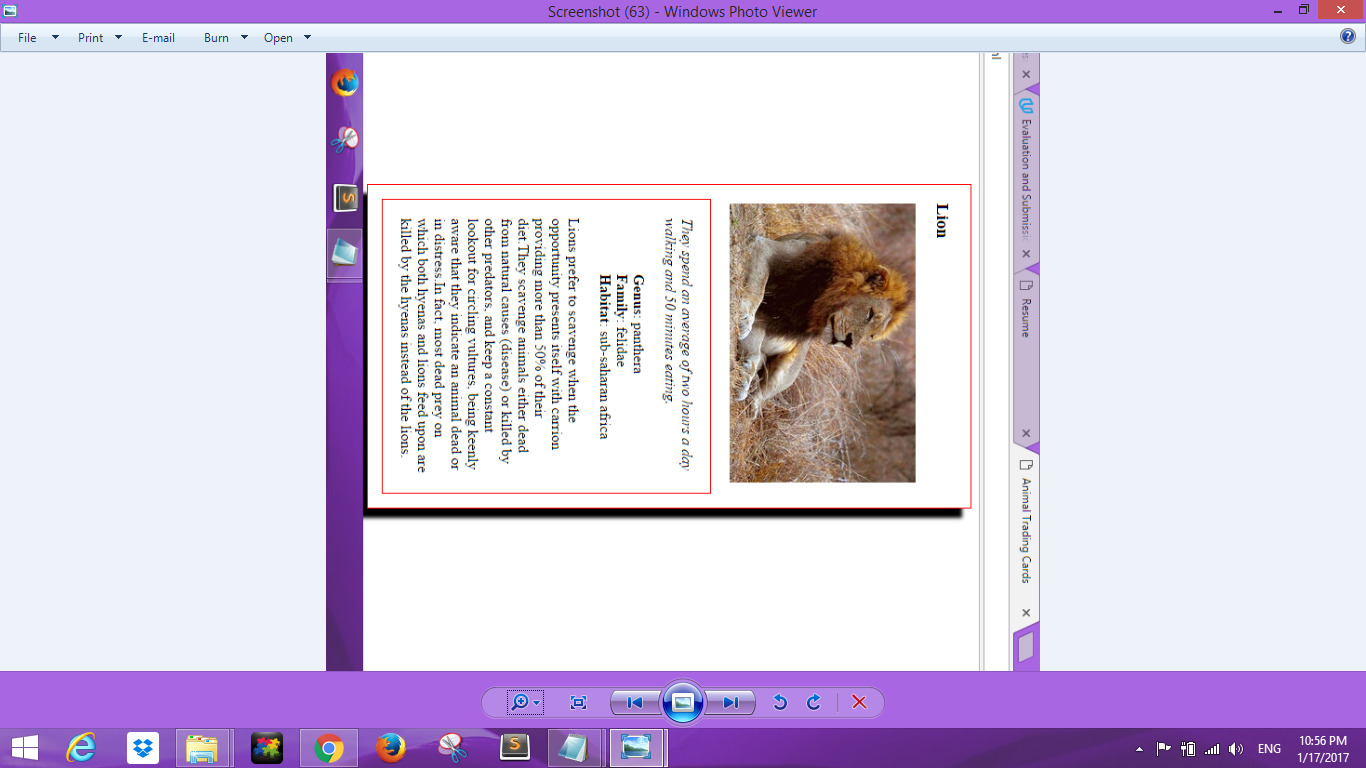 Screenshot (63) - Windows Photo Viewer
File
Print
E-mail
Burn
Open
Evaluation and Submissic
Resume
Animal Trading Cards
Lion
They spend an average of two hours a day
walking and 50 minutes eating.
Genus: panthera
Family: felidae
Habitat: sub-saharan africa
Lions prefer to scavenge when the
opportunity presents itself with carrion
providing more than 50% of their
diet.They scavenge animals either dead
from natural causes (disease) or killed by
other predators, and keep a constant
lookout for circling vultures, being keenly
aware that they indicate an animal dead or
in distress.In fact, most dead prey on
which both hyenas and lions feed upon are
killed by the hyenas instead of the lions.
ENG
10:56 PM
1/17/2017